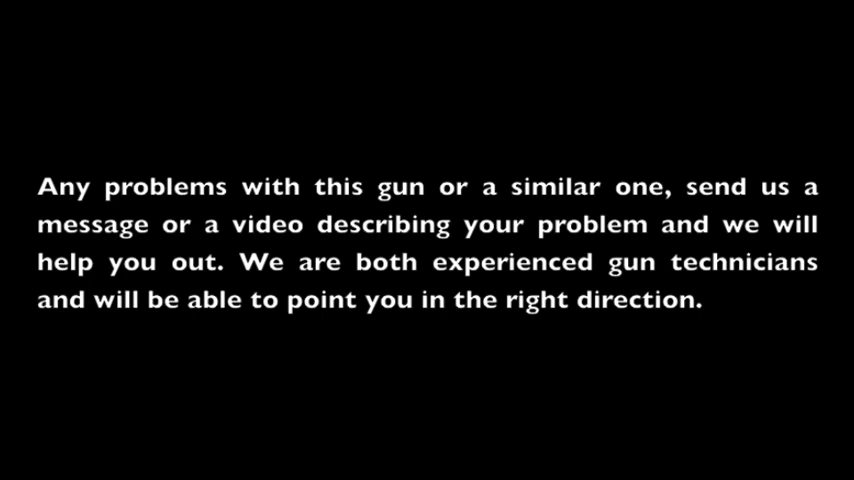 Any problems with this gun or a similar one, send us a
message or a video describing your problem and we will
help you out. We are both experienced gun technicians
and will be able to point you in the right direction.